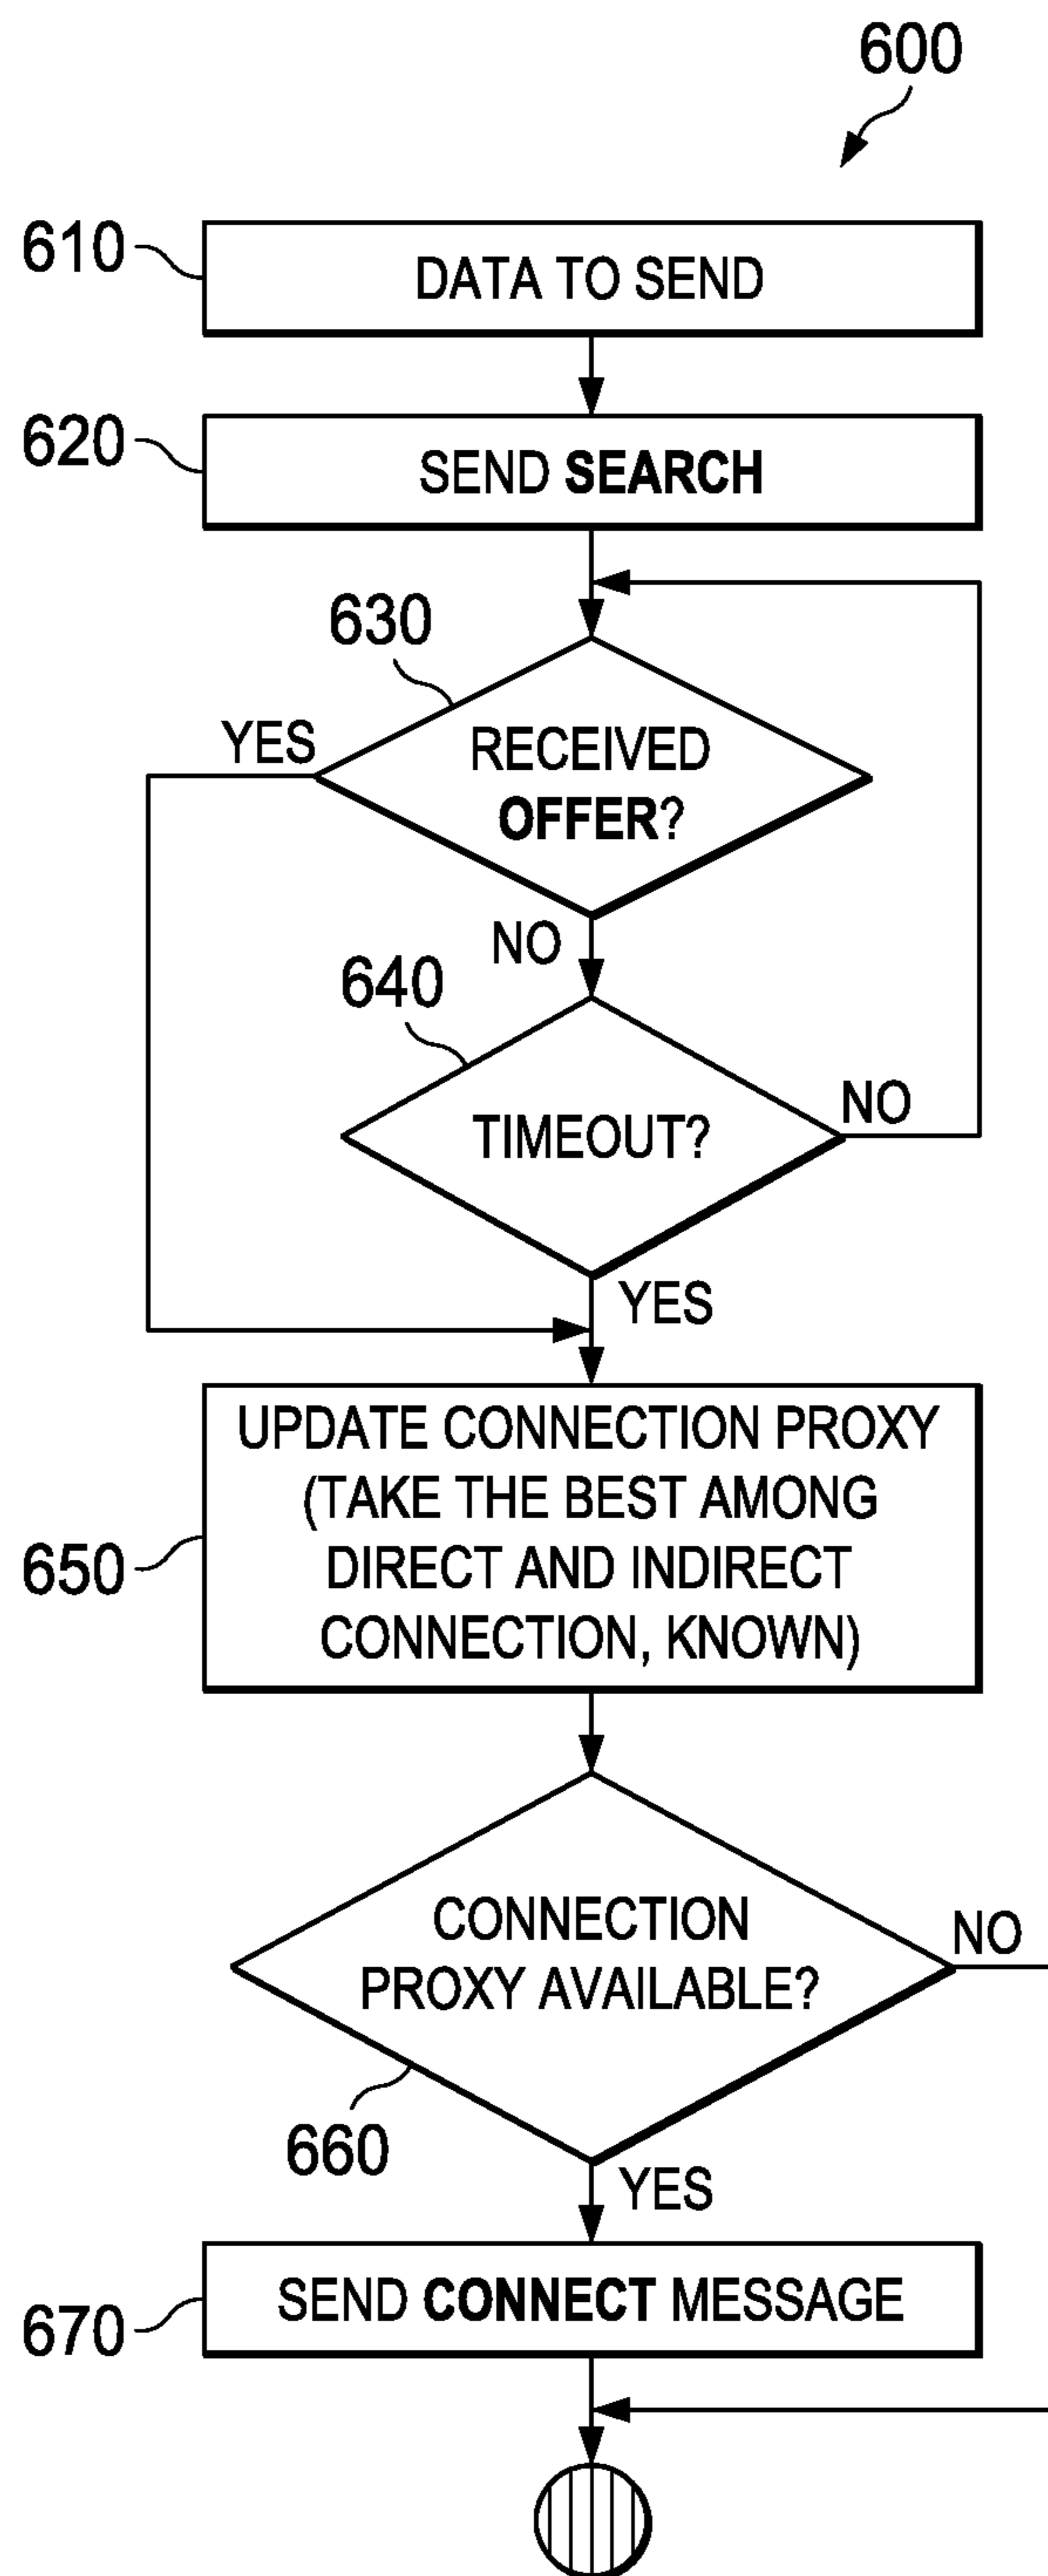 600
610
DATA TO SEND
620
SEND SEARCH
630
YES
RECEIVED
OFFER?
NO
640
TIMEOUT?
NO
YES
UPDATE CONNECTION PROXY
(TAKE THE BEST AMONG
DIRECT AND INDIRECT
CONNECTION, KNOWN)
650
CONNECTION
PROXY AVAILABLE?
NO
660
YES
SEND CONNECT MESSAGE
670